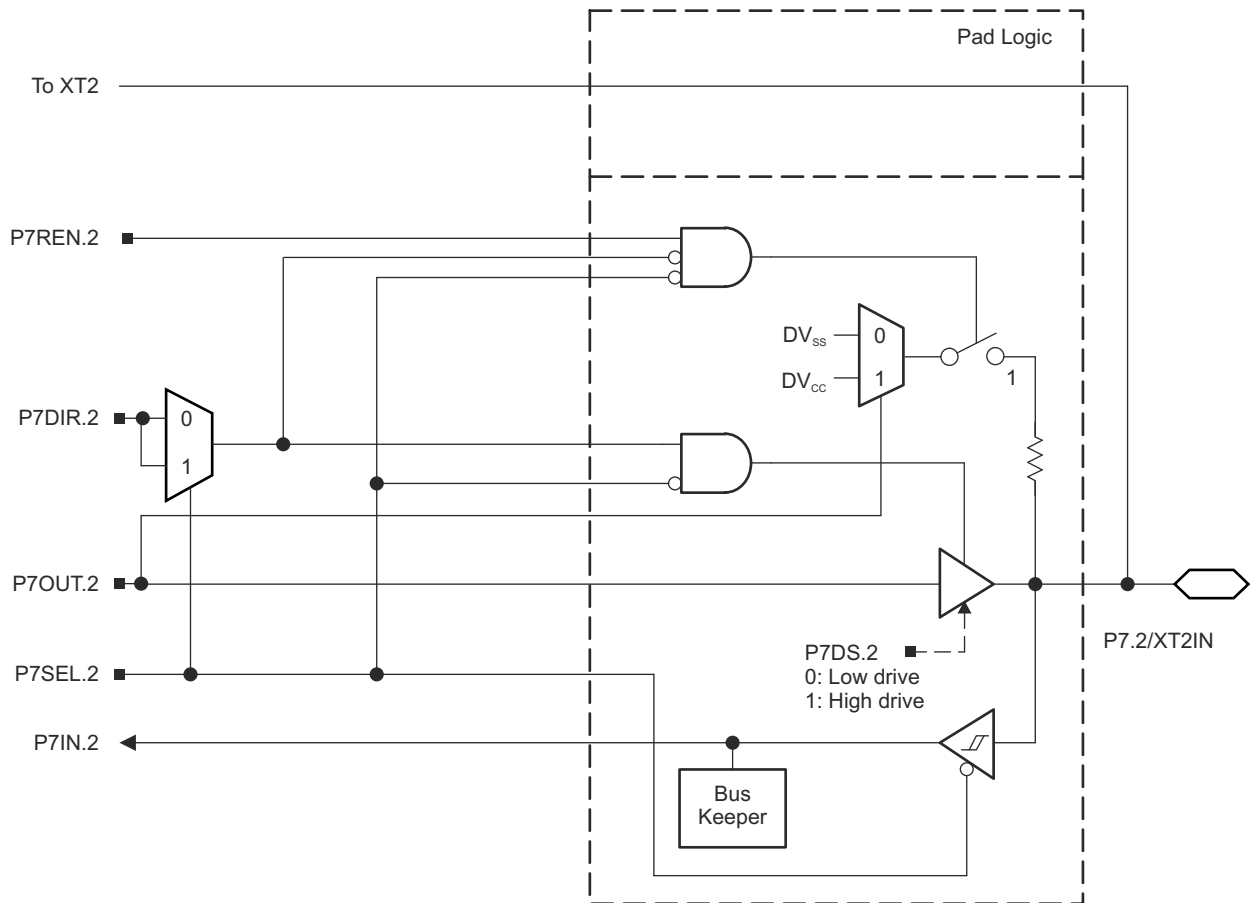 Pad Logic
To XT2
P7REN.2
DVss
0
DVcc
1
1
P7DIR.2
0
1
P7OUT.2
P7DS.2
0: Low drive
1: High drive
P7.2/XT2IN
P7SEL.2
P7IN.2
Bus
Keeper